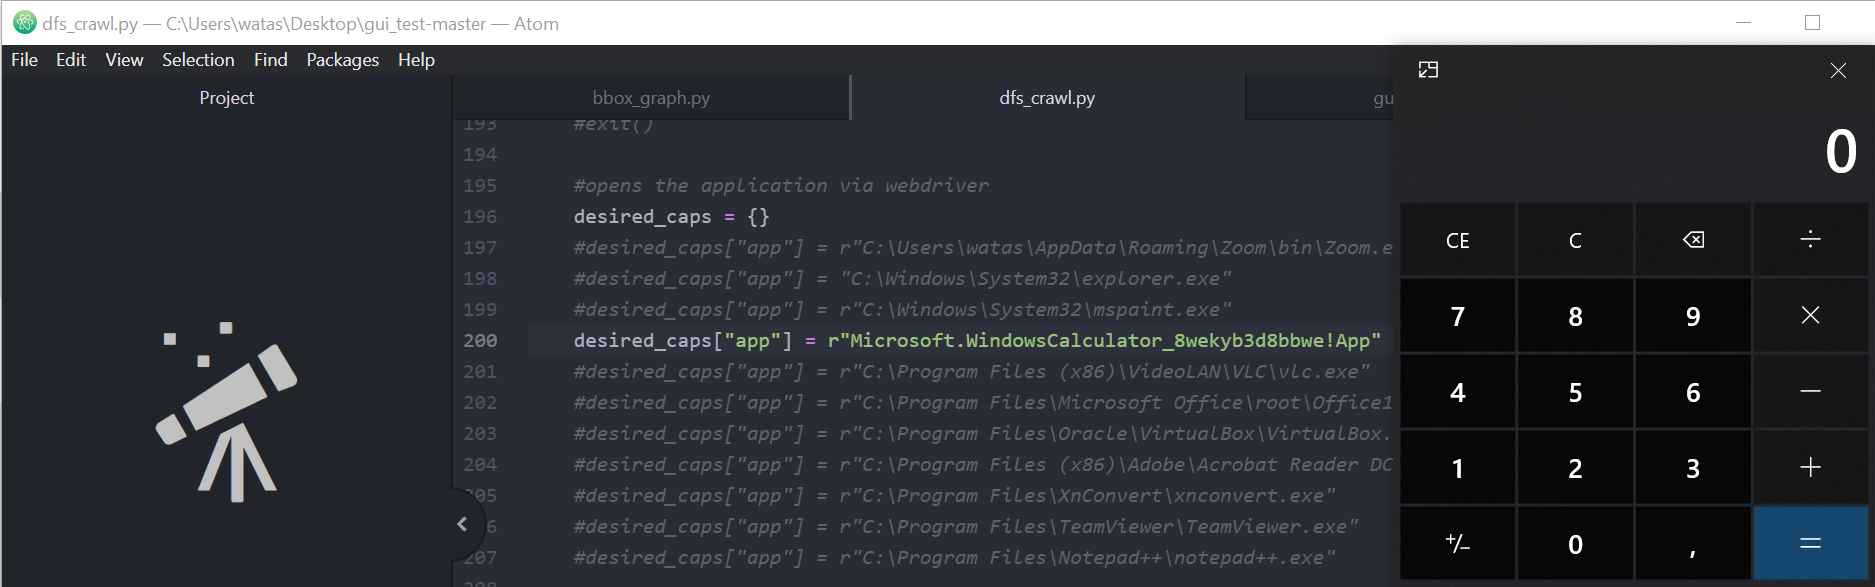 dfs_crawl.py — C:\Users\watas\Desktop\gui_test-master — Atom
File Edit View Selection Find Packages Help
Project
bbox_graph.py
dfs_crawl.py
gu
193 #exit()
194
195 #opens the application via webdriver
196 desired_caps = {}
197 #desired_caps["app"] = r"C:\Users\watas\AppData\Roaming\Zoom\bin\Zoom.e
198 #desired_caps["app"] = "C:\Windows\System32\explorer.exe"
199 #desired_caps["app"] = r"C:\Windows\System32\mspaint.exe"
200 desired_caps["app"] = r"Microsoft.WindowsCalculator_8wekyb3d8bbwe!App"
201 #desired_caps["app"] = r"C:\Program Files (x86)\VideoLAN\VLC\vlc.exe"
202 #desired_caps["app"] = r"C:\Program Files\Microsoft Office\root\Office1
203 #desired_caps["app"] = r"C:\Program Files\Oracle\VirtualBox\VirtualBox.
204 #desired_caps["app"] = r"C:\Program Files (x86)\Adobe\Acrobat Reader DC
05 #desired_caps["app"] = r"C:\Program Files\XnConvert\xnconvert.exe"
6 #desired_caps["app"] = r"C:\Program Files\TeamViewer\TeamViewer.exe"
207 #desired_caps["app"] = r"C:\Program Files\Notepad++\notepad++.exe"
0
CE C ÷
7 8 9 ×
4 5 6 −
1 2 3 +
+/− 0 , =